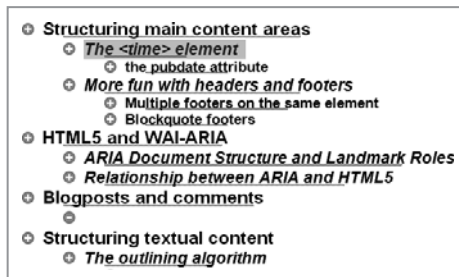 Structuring main content areas
The <time> element
the pubdate attribute
More fun with headers and footers
Multiple footers on the same element
Blockquote footers
HTML5 and WAI-ARIA
ARIA Document Structure and Landmark Roles
Relationship between ARIA and HTML5
Blogposts and comments
Structuring textual content
The outlining algorithm